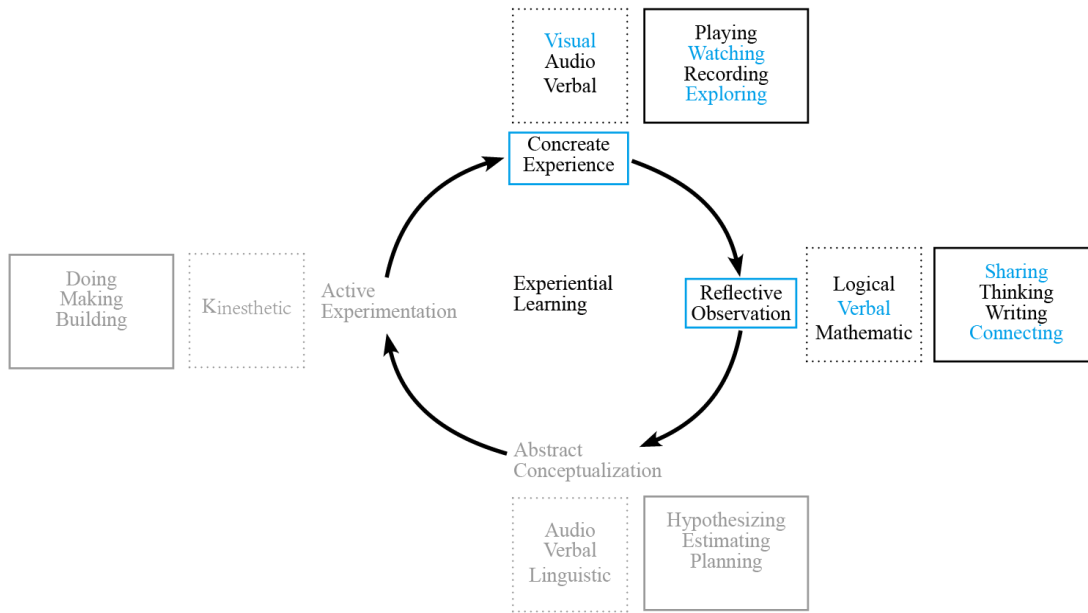 Visual
Audio
Verbal
Playing
Watching
Recording
Exploring
Concreate
Experience
Doing
Making
Building
Kinesthetic
Active
Experimentation
Experiential
Learning
Reflective
Observation
Logical
Verbal
Mathematic
Sharing
Thinking
Writing
Connecting
Abstract
Conceptualization
Audio
Verbal
Linguistic
Hypothesizing
Estimating
Planning